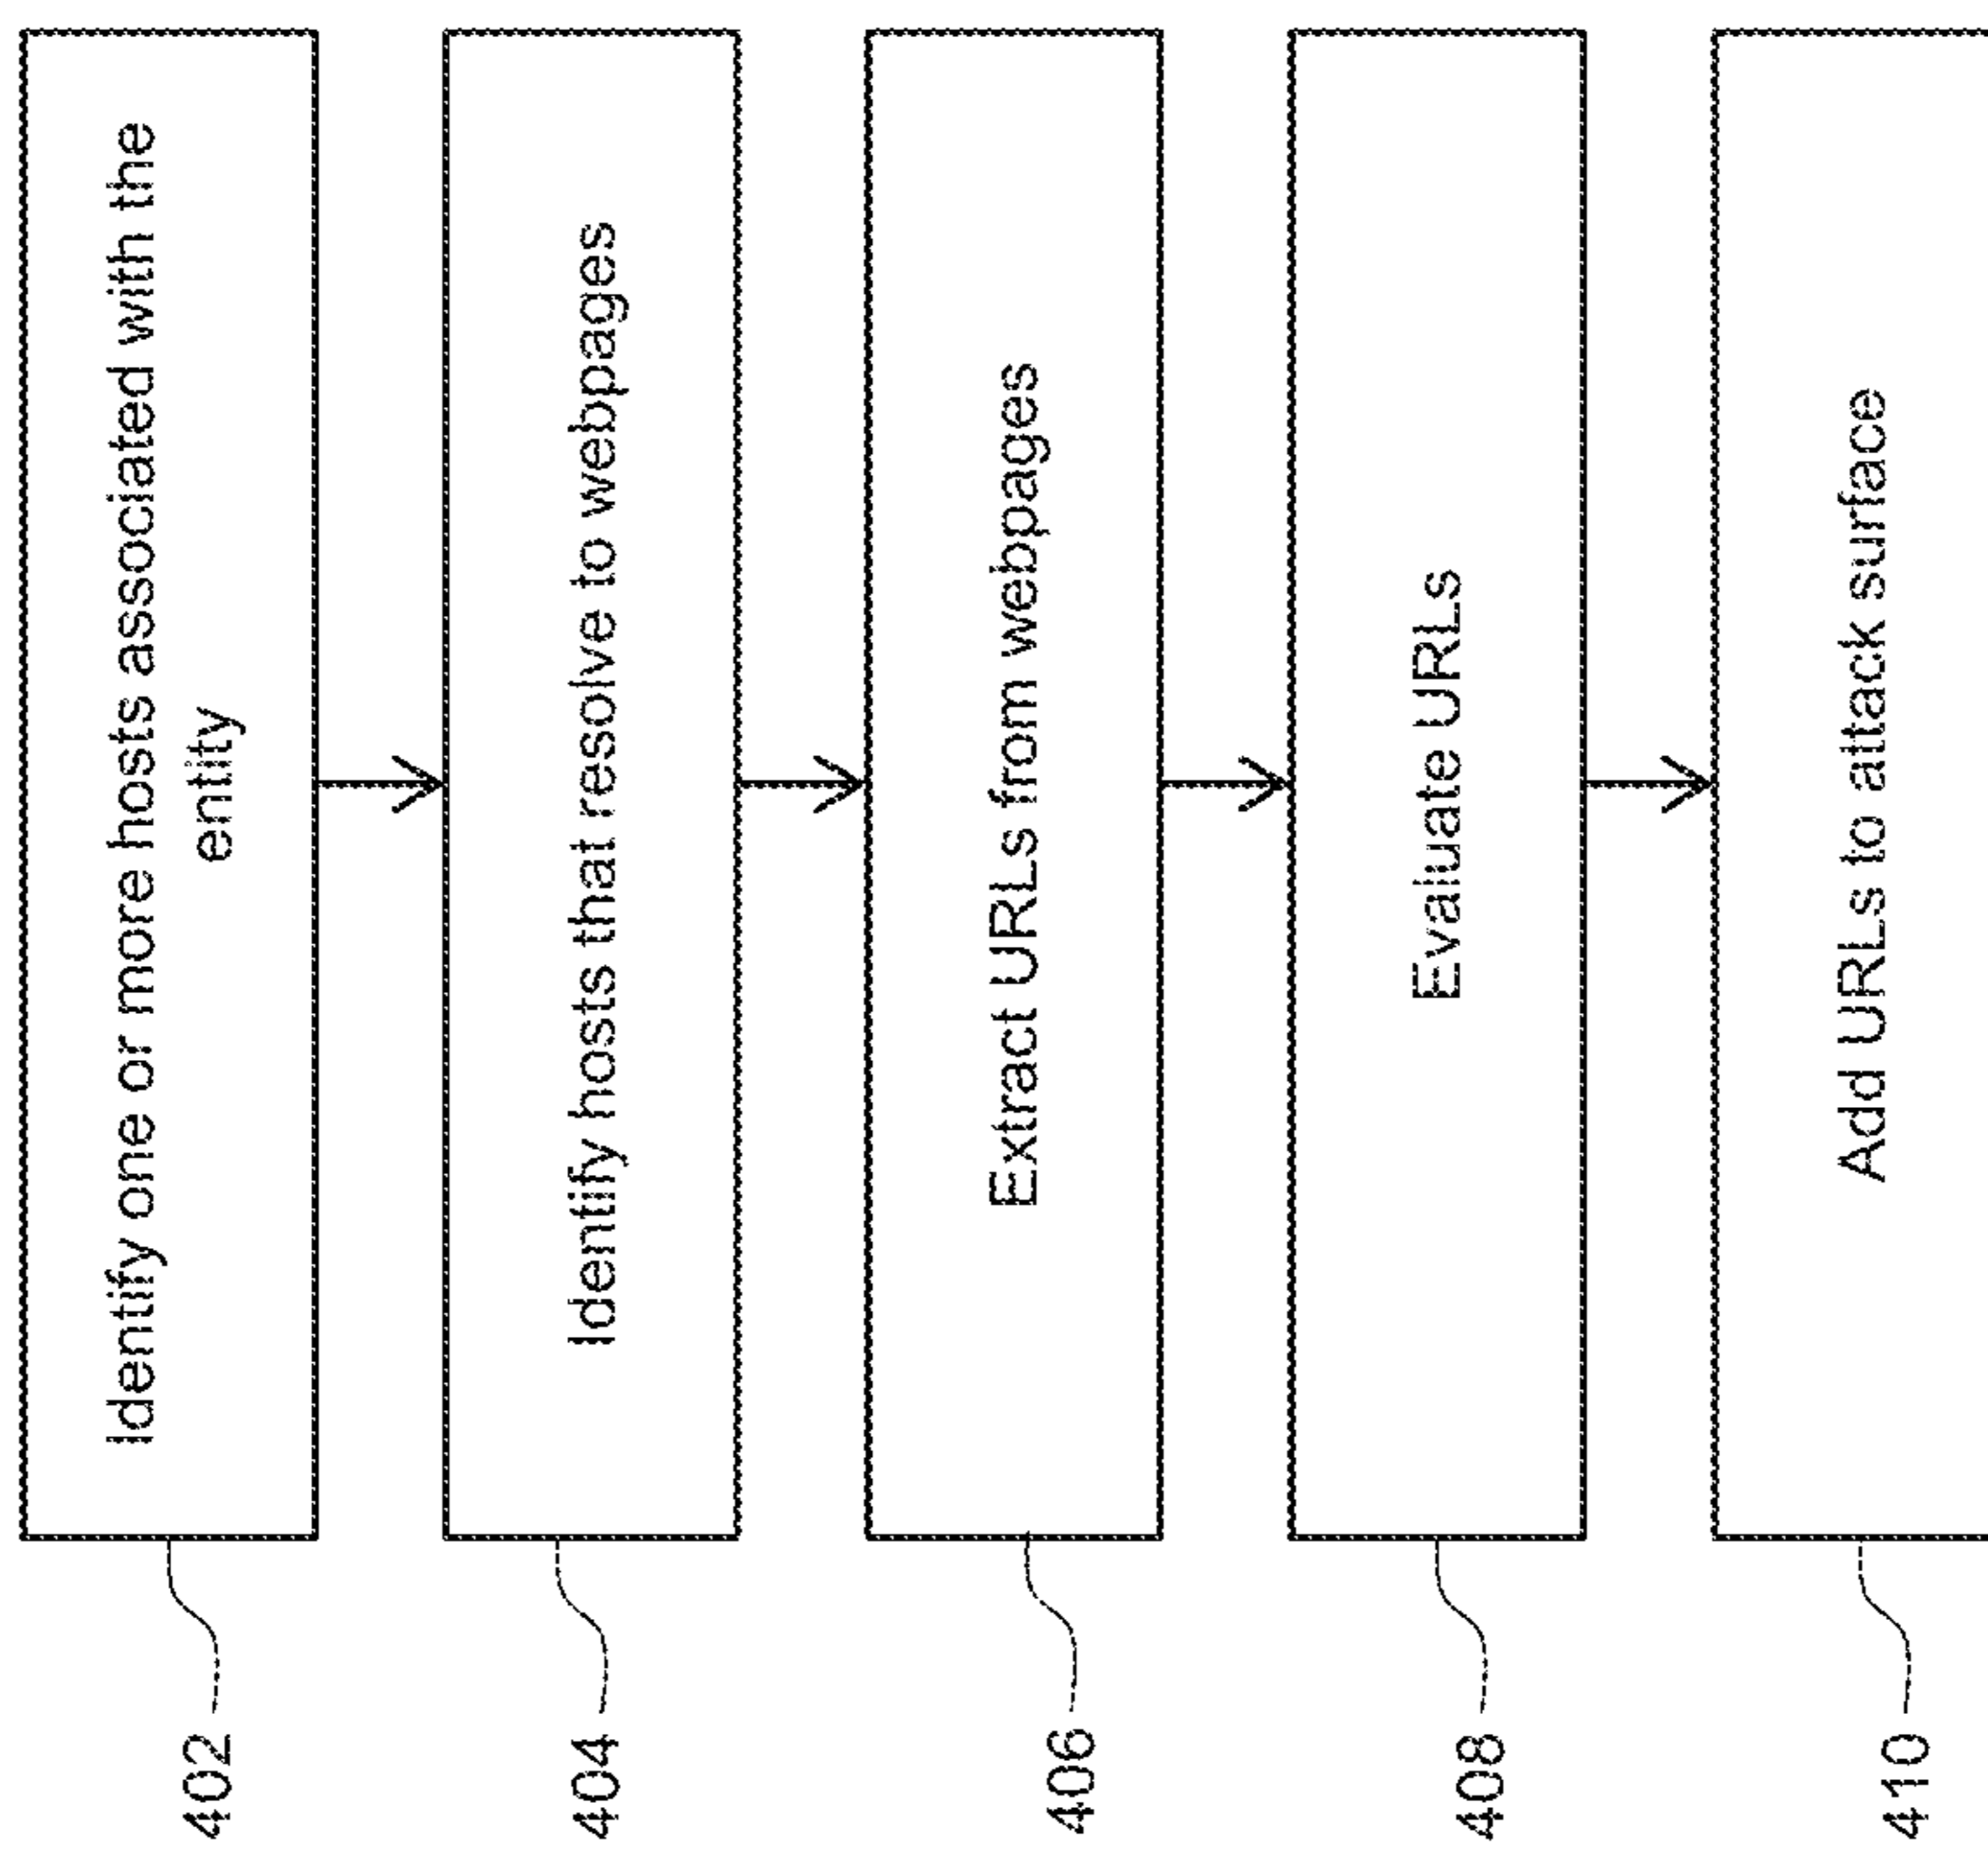 402
Identify one or more hosts associated with the
entity
404
Identify hosts that resolve to webpages
406
Extract URLs from webpages
408
Evaluate URLs
410
Add URLs to attack surface